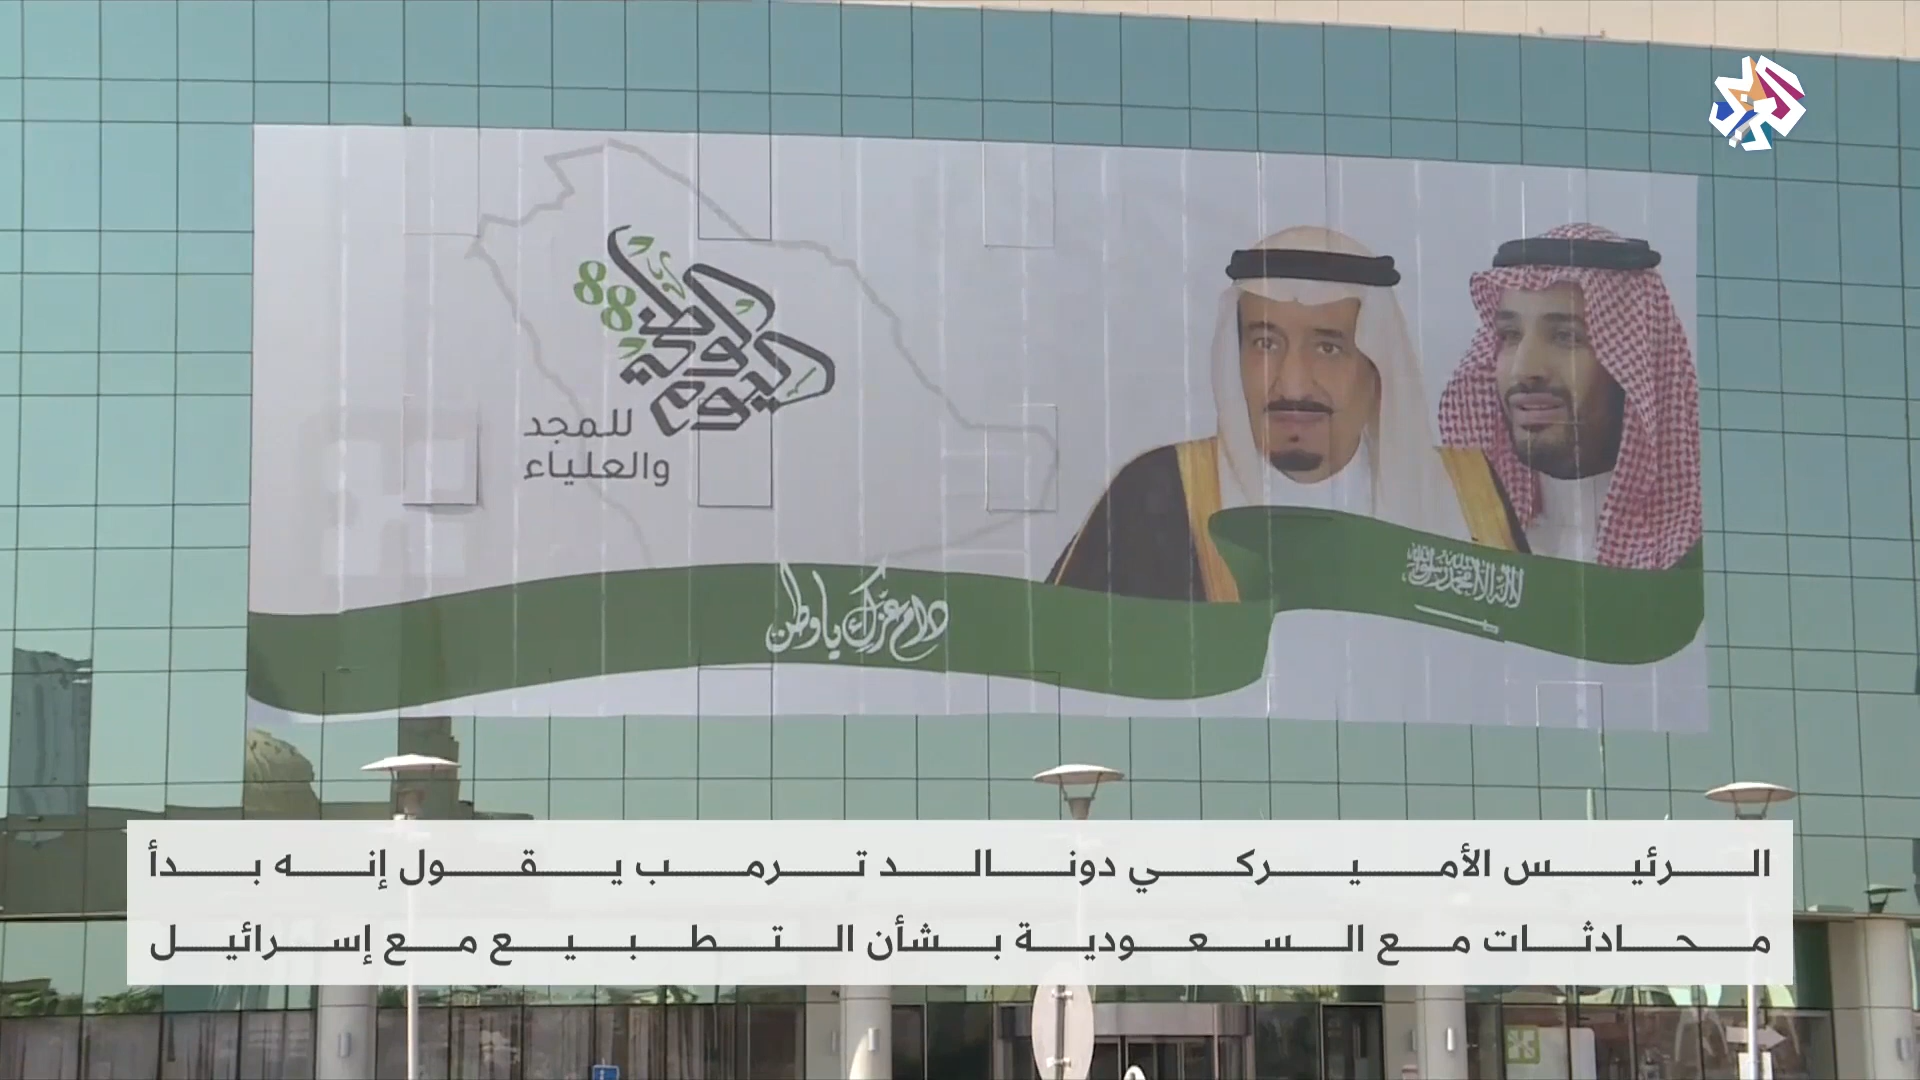 88
اليوم الوطني
للمجد
والعلياء
لا إله إلا الله محمد رسول الله
دام عزك يا وطن
الرئيس الأميركي دونالد ترمب يقول إنه بدأ
محادثات مع السعودية بشأن التطبيع مع إسرائيل